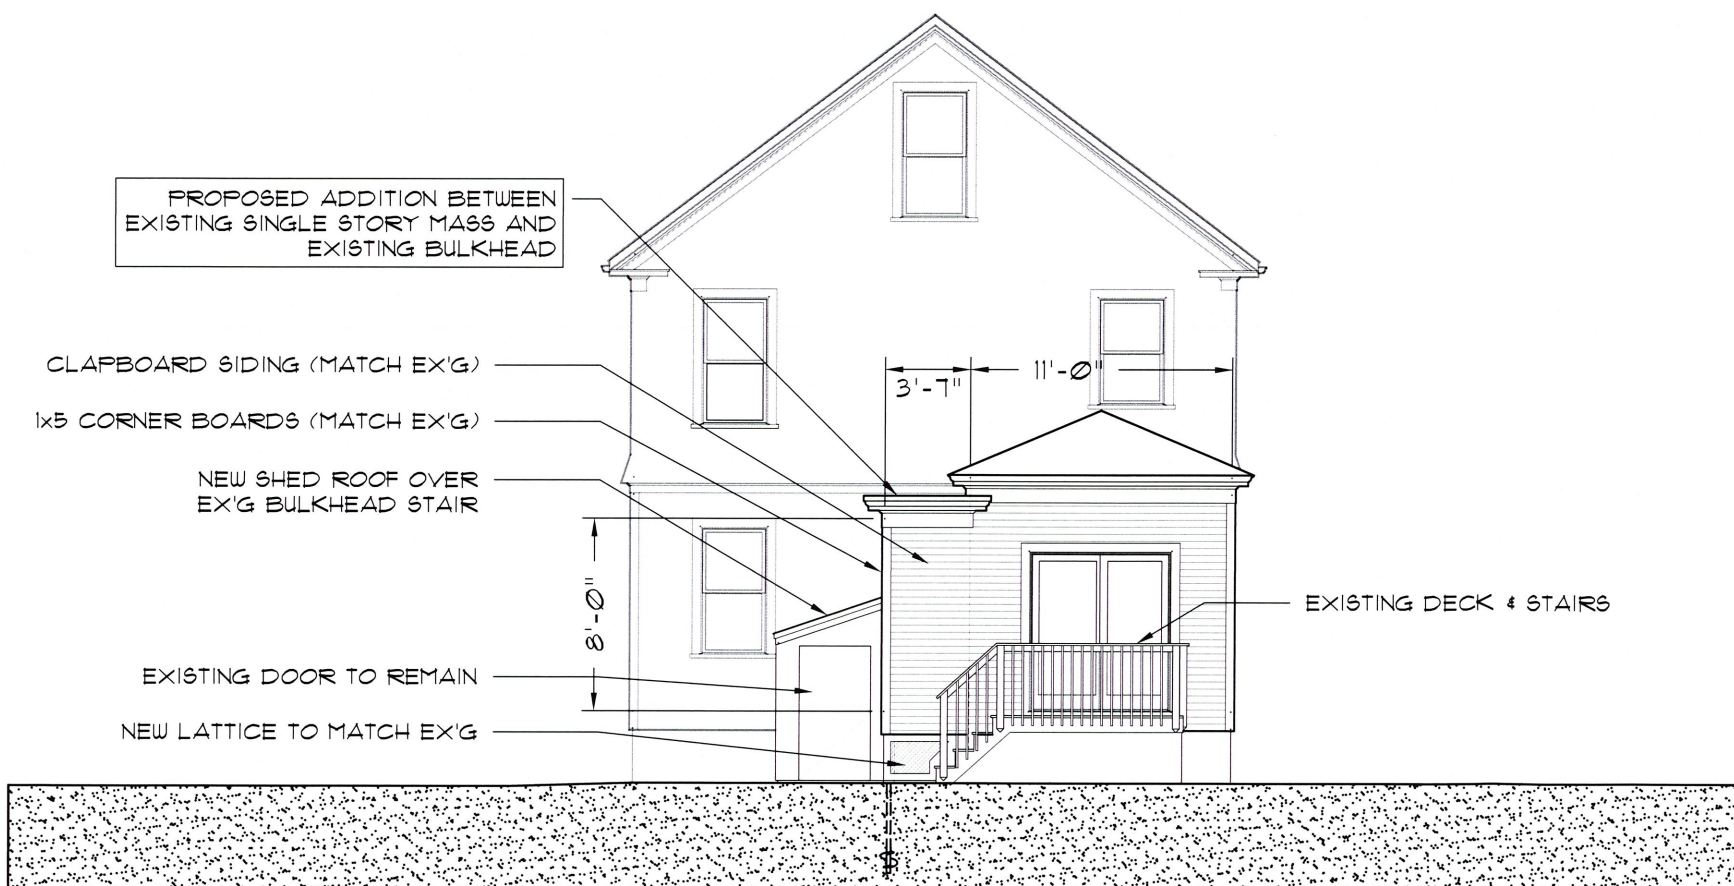 PROPOSED ADDITION BETWEEN
EXISTING SINGLE STORY MASS AND
EXISTING BULKHEAD
CLAPBOARD SIDING (MATCH EX'G)
3'-7"
11'-0"
1x5 CORNER BOARDS (MATCH EX'G)
NEW SHED ROOF OVER
EX'G BULKHEAD STAIR
8'-0"
EXISTING DECK & STAIRS
EXISTING DOOR TO REMAIN
NEW LATTICE TO MATCH EX'G